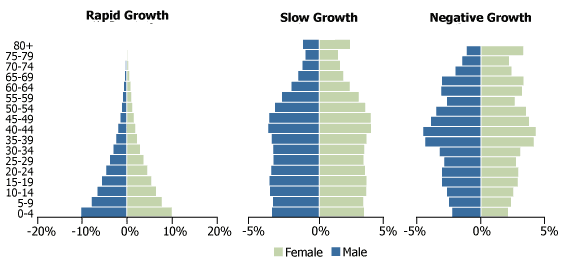 Rapid Growth
Slow Growth
Negative Growth
80+
75-79
70-74
65-69
60-64
55-59
50-54
45-49
40-44
35-39
30-34
25-29
20-24
15-19
10-14
5-9
0-4
-20% -10% 0% 10% 20%
-5% 0% 5%
-5% 0% 5%
Female Male